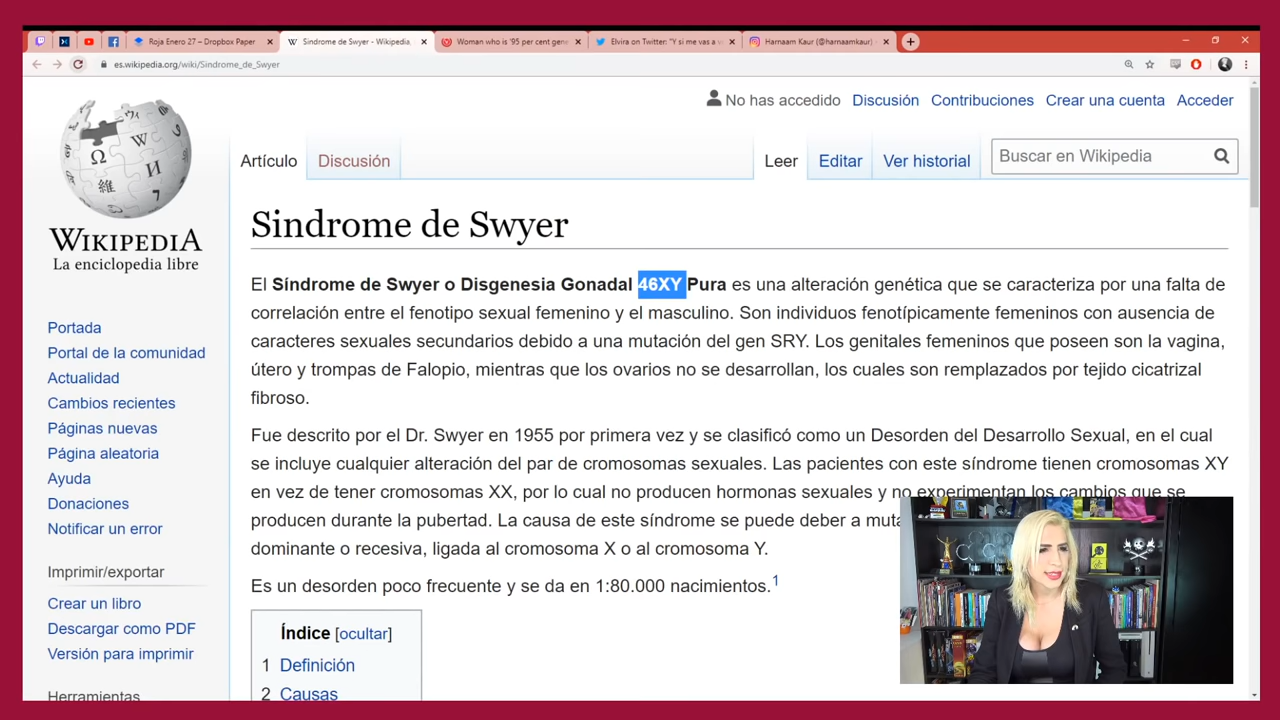 Roja Enero 27 – Dropbox Paper
Sindrome de Swyer - Wikipedia,
Woman who is '95 per cent gene
Elvira on Twitter: "Y si me vas a v
Harnaam Kaur (@harnaamkaur)
es.wikipedia.org/wiki/Sindrome_de_Swyer
No has accedido Discusión Contribuciones Crear una cuenta Acceder
Artículo Discusión Leer Editar Ver historial Buscar en Wikipedia
WIKIPEDIA
La enciclopedia libre
Portada
Portal de la comunidad
Actualidad
Cambios recientes
Páginas nuevas
Página aleatoria
Ayuda
Donaciones
Notificar un error
Imprimir/exportar
Crear un libro
Descargar como PDF
Versión para imprimir
Herramientas
Sindrome de Swyer
El Síndrome de Swyer o Disgenesia Gonadal 46XY Pura es una alteración genética que se caracteriza por una falta de
correlación entre el fenotipo sexual femenino y el masculino. Son individuos fenotípicamente femeninos con ausencia de
caracteres sexuales secundarios debido a una mutación del gen SRY. Los genitales femeninos que poseen son la vagina,
útero y trompas de Falopio, mientras que los ovarios no se desarrollan, los cuales son remplazados por tejido cicatrizal
fibroso.
Fue descrito por el Dr. Swyer en 1955 por primera vez y se clasificó como un Desorden del Desarrollo Sexual, en el cual
se incluye cualquier alteración del par de cromosomas sexuales. Las pacientes con este síndrome tienen cromosomas XY
en vez de tener cromosomas XX, por lo cual no producen hormonas sexuales y no experimentan los cambios que se
producen durante la pubertad. La causa de este síndrome se puede deber a muta
dominante o recesiva, ligada al cromosoma X o al cromosoma Y.
Es un desorden poco frecuente y se da en 1:80.000 nacimientos.1
Índice [ocultar]
1 Definición
2 Causas